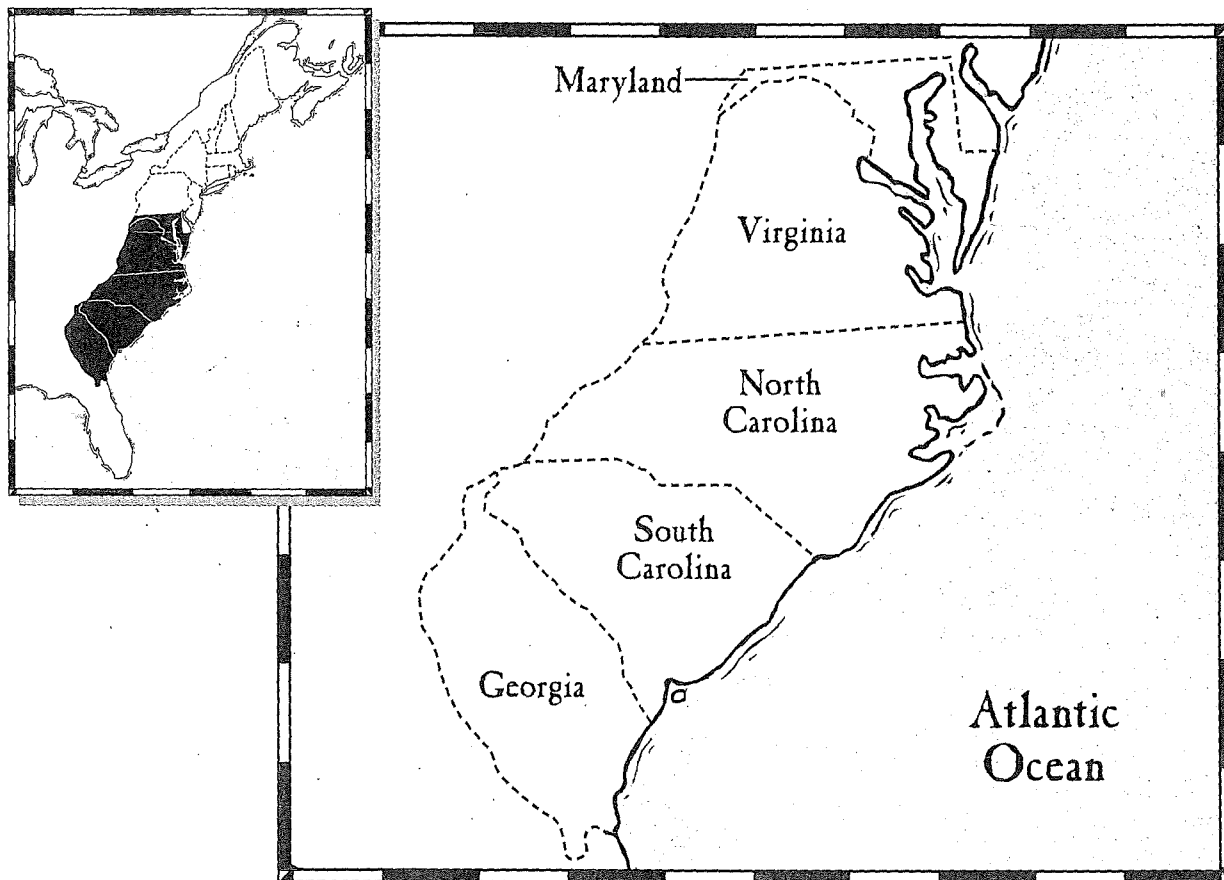 Maryland
Virginia
North
Carolina
South
Carolina
Georgia
Atlantic
Ocean